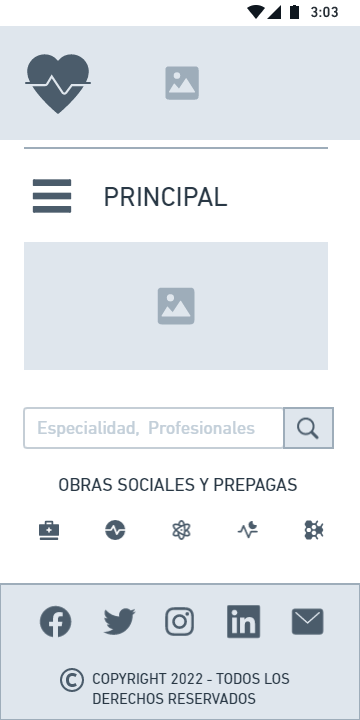 3:03
PRINCIPAL
Especialidad, Profesionales
OBRAS SOCIALES Y PREPAGAS
© COPYRIGHT 2022 - TODOS LOS
DERECHOS RESERVADOS